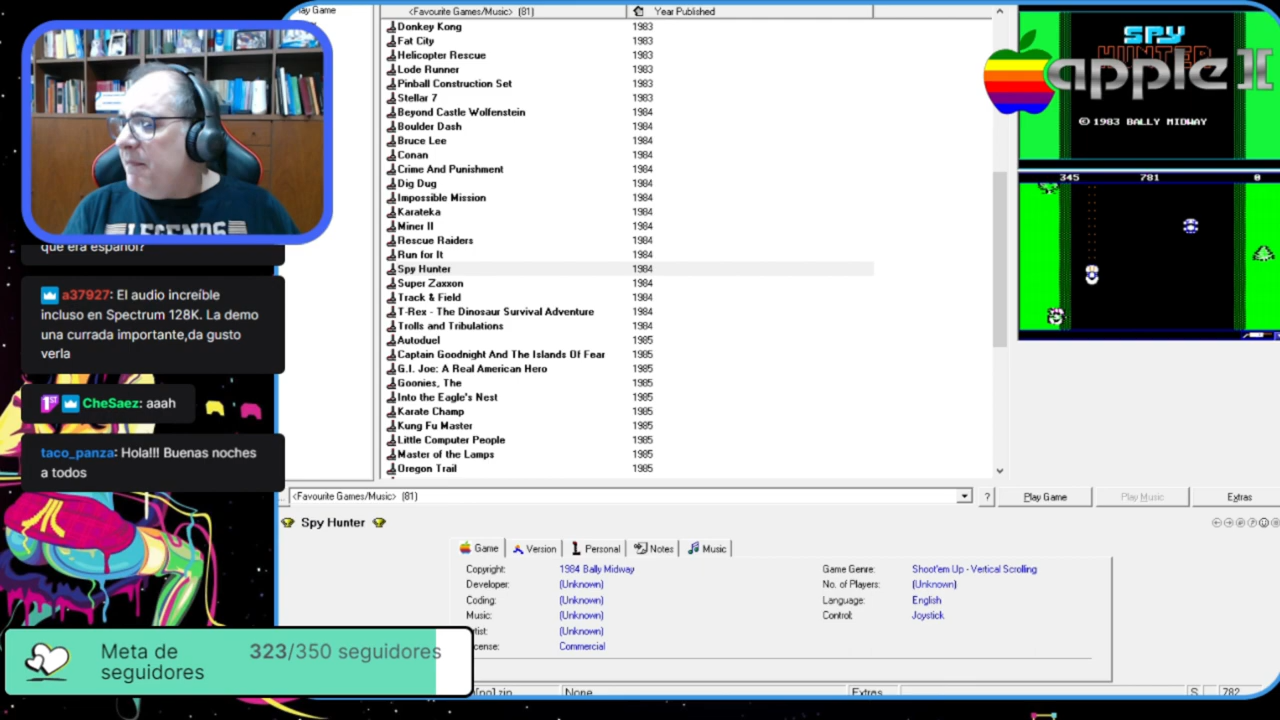 Play Game
<Favourite Games/Music> (81)
Year Published
Donkey Kong 1983
Fat City 1983
Helicopter Rescue 1983
Lode Runner 1983
Pinball Construction Set 1983
Stellar 7 1983
Beyond Castle Wolfenstein 1984
Boulder Dash 1984
Bruce Lee 1984
Conan 1984
Crime And Punishment 1984
Dig Dug 1984
Impossible Mission 1984
Karateka 1984
Miner II 1984
Rescue Raiders 1984
Run for It 1984
Spy Hunter 1984
Super Zaxxon 1984
Track & Field 1984
T-Rex - The Dinosaur Survival Adventure 1984
Trolls and Tribulations 1984
Autoduel 1985
Captain Goodnight And The Islands Of Fear 1985
G.I. Joe: A Real American Hero 1985
Goonies, The 1985
Into the Eagle's Nest 1985
Karate Champ 1985
Kung Fu Master 1985
Little Computer People 1985
Master of the Lamps 1985
Oregon Trail 1985
SPY
HUNTER
apple ][
© 1983 BALLY MIDWAY
345 781 0
LEGENDS
que era español?
a37927: El audio increíble
incluso en Spectrum 128K. La demo
una currada importante,da gusto
verla
CheSaez: aaah
taco_panza: Hola!!! Buenas noches
a todos
<Favourite Games/Music> (81)
?
Play Game
Play Music
Extras
Spy Hunter
Game Version Personal Notes Music
Copyright: 1984 Bally Midway
Developer: (Unknown)
Coding: (Unknown)
Music: (Unknown)
rtist: (Unknown)
cense: Commercial
Game Genre: Shoot'em Up - Vertical Scrolling
No. of Players: (Unknown)
Language: English
Control: Joystick
Meta de
seguidores
323/350 seguidores
[no].zip None Extras S 782